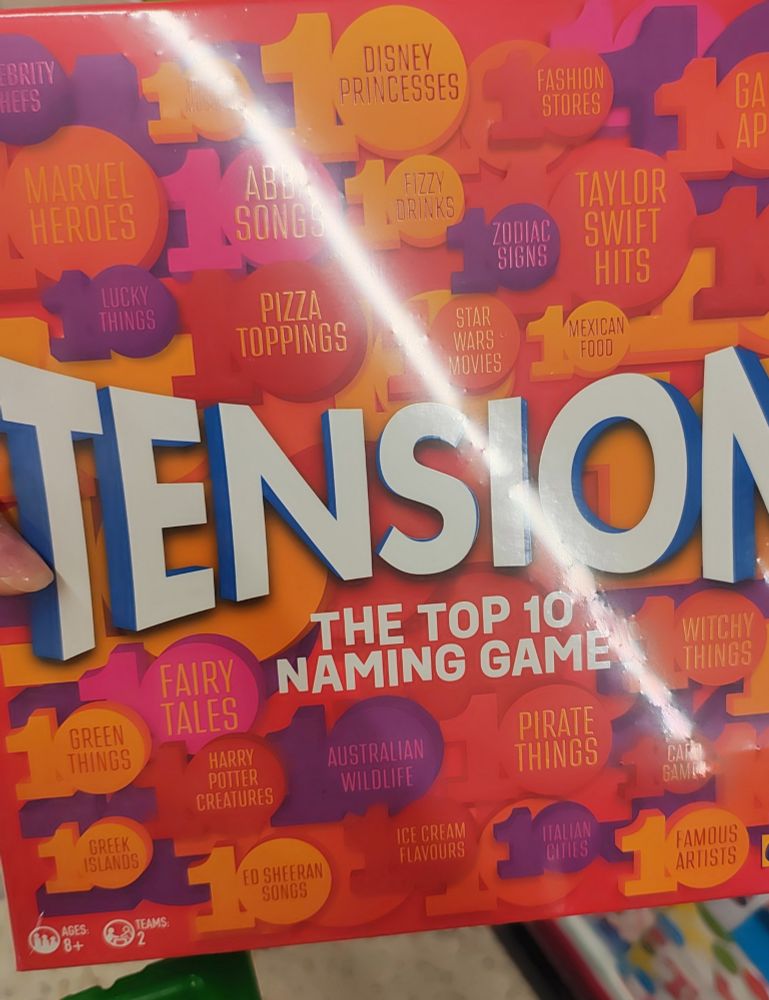 DISNEY
PRINCESSES
FASHION
STORES
MARVEL
HEROES
SONGS
FIZZY
DRINKS
ZODIAC
SIGNS
TAYLOR
SWIFT
HITS
LUCKY
THINGS
PIZZA
TOPPINGS
STAR
WARS
MOVIES
MEXICAN
FOOD
TENSION
THE TOP 10
NAMING GAME
WITCHY
THINGS
FAIRY
TALES
GREEN
THINGS
HARRY
POTTER
CREATURES
AUSTRALIAN
WILDLIFE
PIRATE
THINGS
GREEK
ISLANDS
ED SHEERAN
SONGS
ICE CREAM
FLAVOURS
ITALIAN
CITIES
FAMOUS
ARTISTS
AGES:
8+
TEAMS:
2